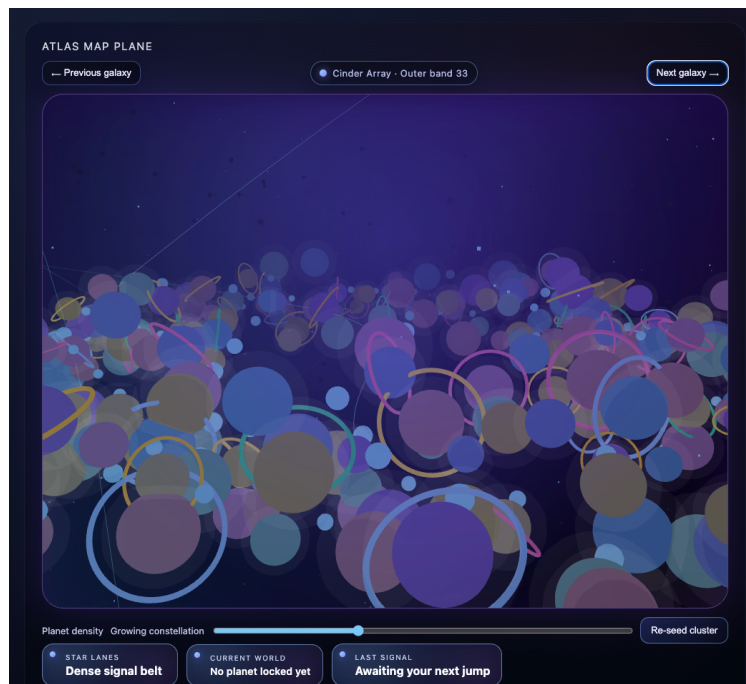 ATLAS MAP PLANE
← Previous galaxy
Cinder Array · Outer band 33
Next galaxy →
Planet density Growing constellation
Re-seed cluster
STAR LANES
Dense signal belt
CURRENT WORLD
No planet locked yet
LAST SIGNAL
Awaiting your next jump